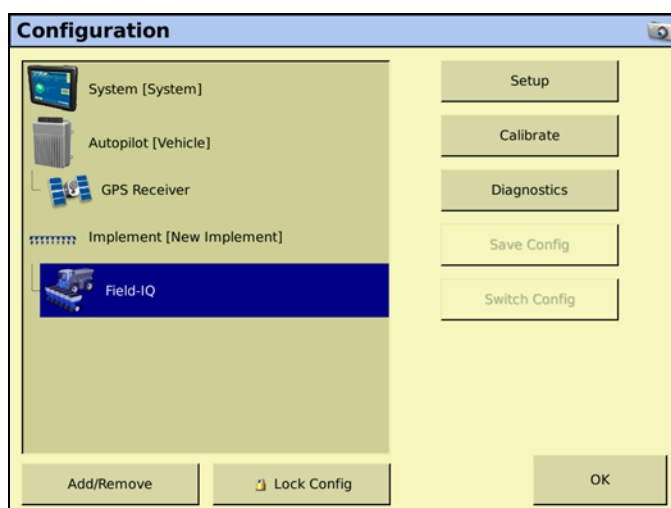 Configuration
System [System]
Autopilot [Vehicle]
GPS Receiver
Implement [New Implement]
Field-IQ
Setup
Calibrate
Diagnostics
Save Config
Switch Config
Add/Remove
Lock Config
OK